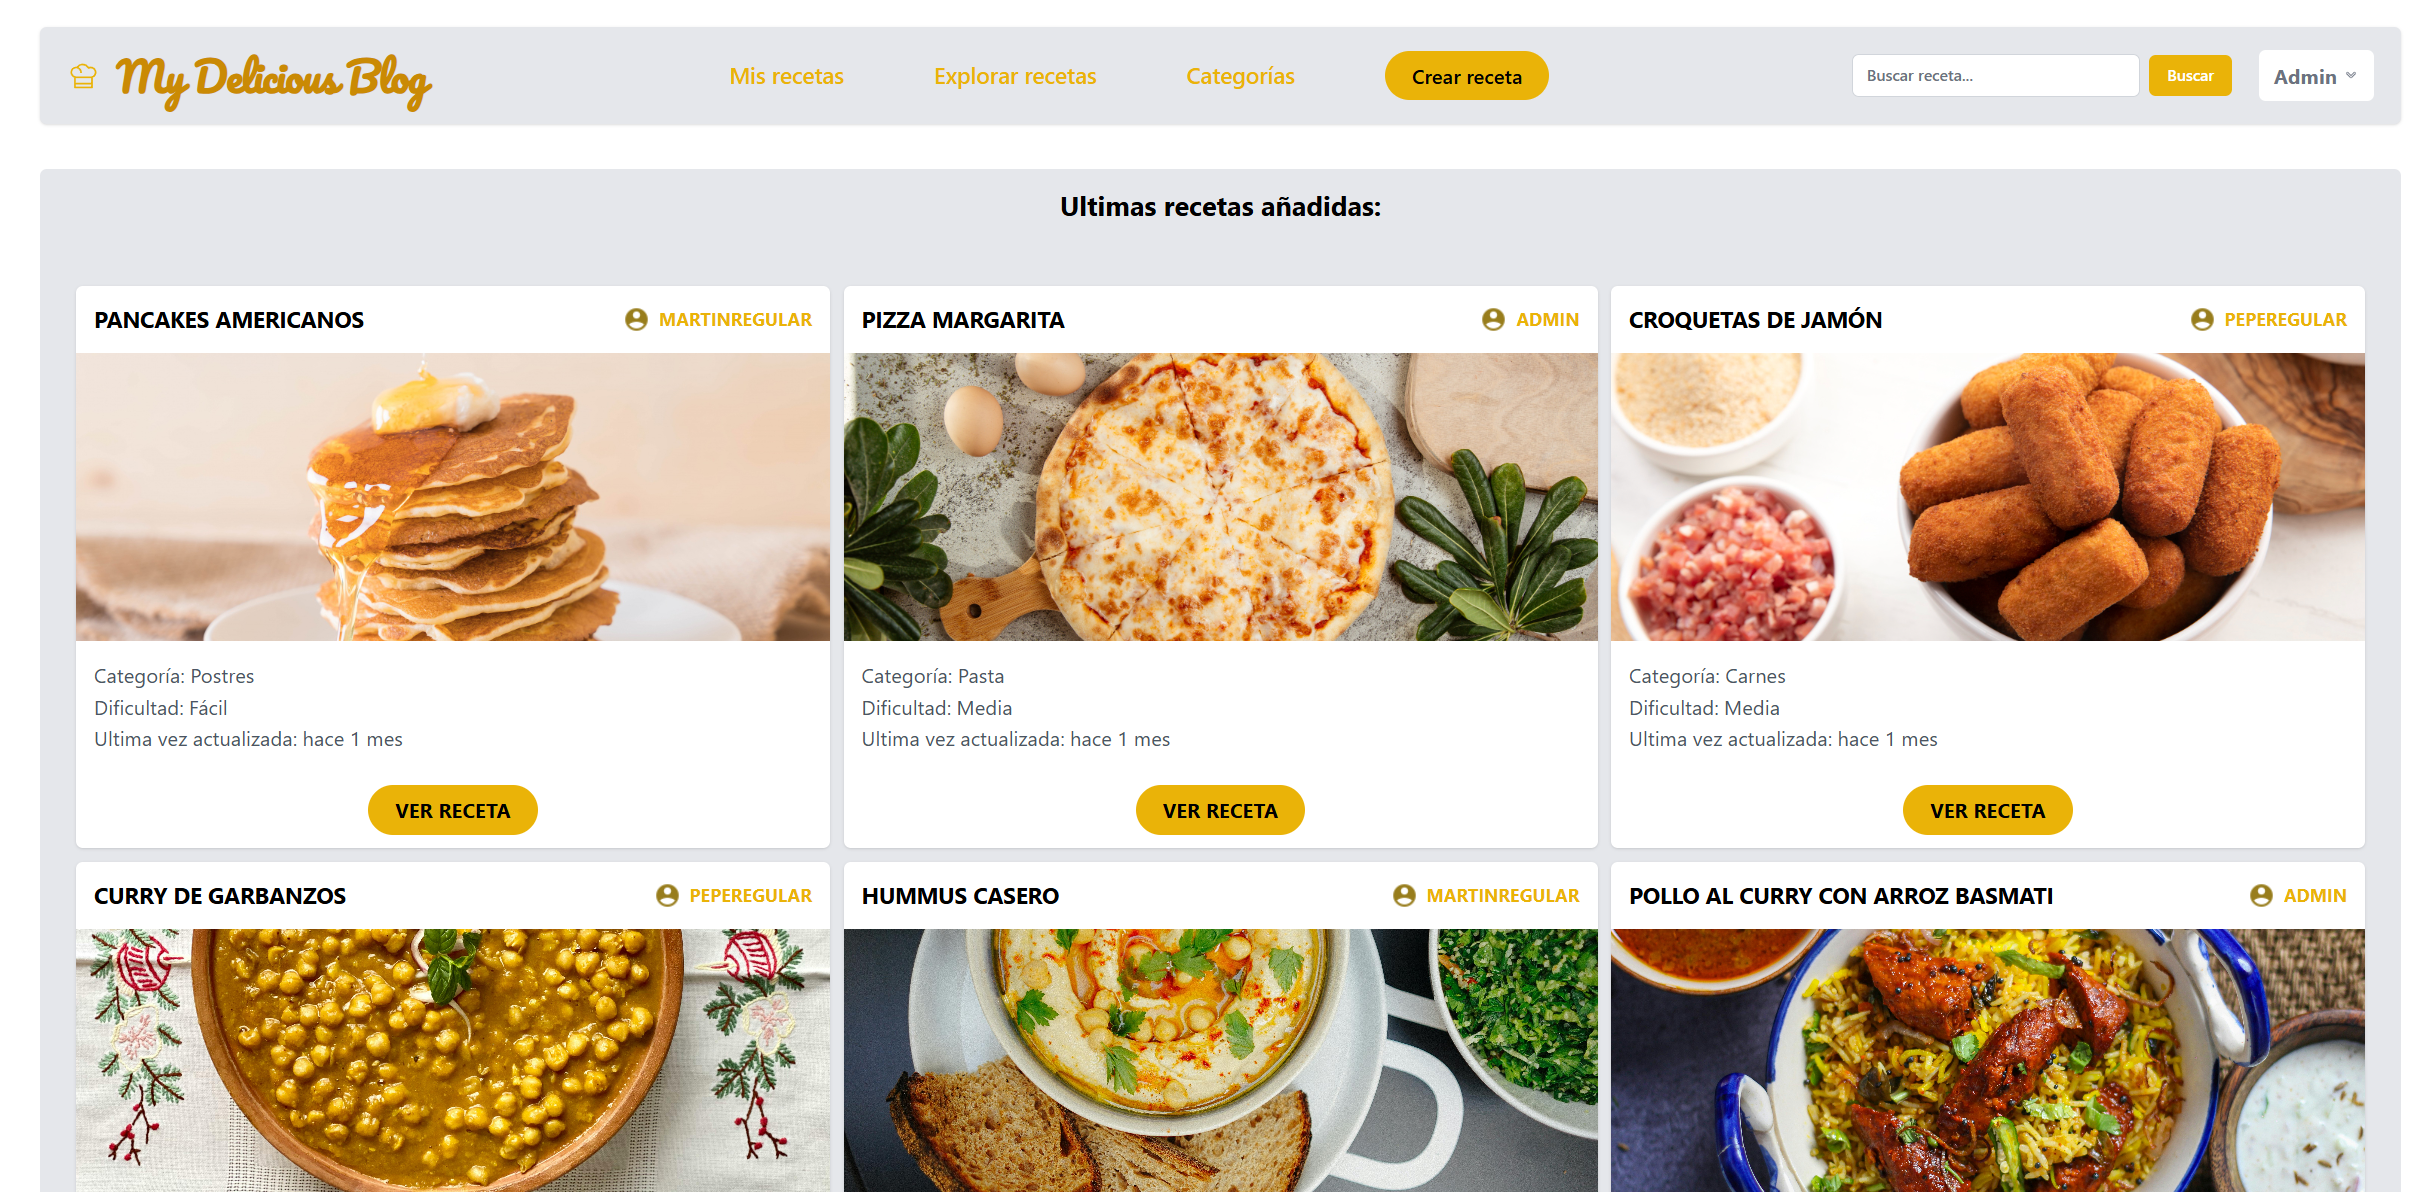 My Delicious Blog
Mis recetas
Explorar recetas
Categorías
Crear receta
Buscar receta...
Buscar
Admin
Ultimas recetas añadidas:
PANCAKES AMERICANOS
MARTINREGULAR
Categoría: Postres
Dificultad: Fácil
Ultima vez actualizada: hace 1 mes
VER RECETA
PIZZA MARGARITA
ADMIN
Categoría: Pasta
Dificultad: Media
Ultima vez actualizada: hace 1 mes
VER RECETA
CROQUETAS DE JAMÓN
PEPEREGULAR
Categoría: Carnes
Dificultad: Media
Ultima vez actualizada: hace 1 mes
VER RECETA
CURRY DE GARBANZOS
PEPEREGULAR
HUMMUS CASERO
MARTINREGULAR
POLLO AL CURRY CON ARROZ BASMATI
ADMIN